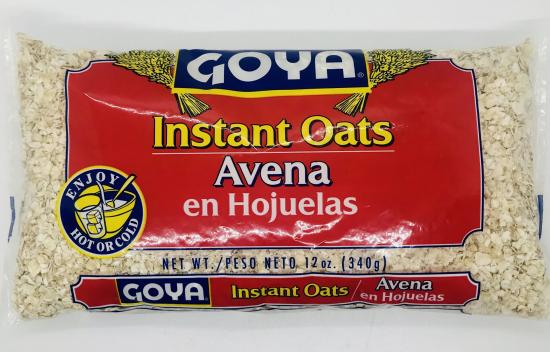 GOYA®
Instant Oats
Avena
en Hojuelas
ENJOY
HOT OR COLD
NET WT./PESO NETO 12 oz. (340g)
GOYA®
Instant Oats / Avena
en Hojuelas